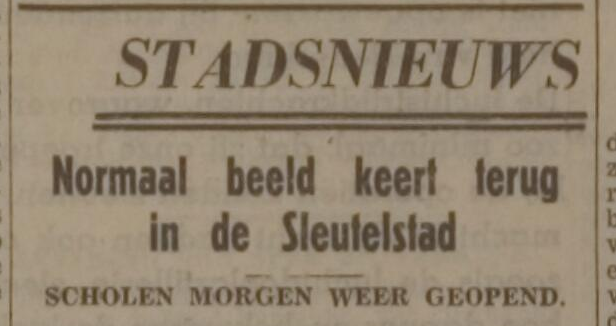 STADSNIEUWS
Normaal beeld keert terug
in de Sleutelstad
SCHOLEN MORGEN WEER GEOPEND.